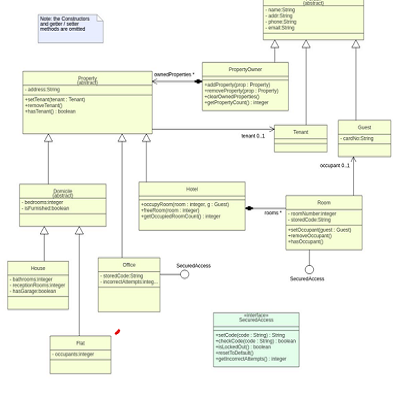 Note: the Constructors
and getter / setter
methods are omitted
(abstract)
- name:String
- addr:String
- phone:String
- email:String
Property
(abstract)
- address:String
+setTenant(tenant : Tenant)
+removeTenant()
+hasTenant() : boolean
ownedProperties *
PropertyOwner
+addProperty(prop : Property)
+removeProperty(prop : Property)
+clearOwnedProperties()
+getPropertyCount() : integer
tenant 0..1
Tenant
Guest
- cardNo:String
occupant 0..1
Domicile
(abstract)
- bedrooms:integer
- isFurnished:boolean
Hotel
+occupyRoom(room : integer, g : Guest)
+freeRoom(room : integer)
+getOccupiedRoomCount() : integer
rooms *
Room
- roomNumber:integer
- storedCode:String
+setOccupant(guest : Guest)
+removeOccupant()
+hasOccupant()
House
- bathrooms:integer
- receptionRooms:integer
- hasGarage:boolean
Office
- storedCode:String
- incorrectAttempts:integ...
SecuredAccess
SecuredAccess
Flat
- occupants:integer
«interface»
SecuredAccess
+setCode(code : String) : String
+checkCode(code : String) : boolean
+isLockedOut() : boolean
+resetToDefault()
+getIncorrectAttempts() : integer